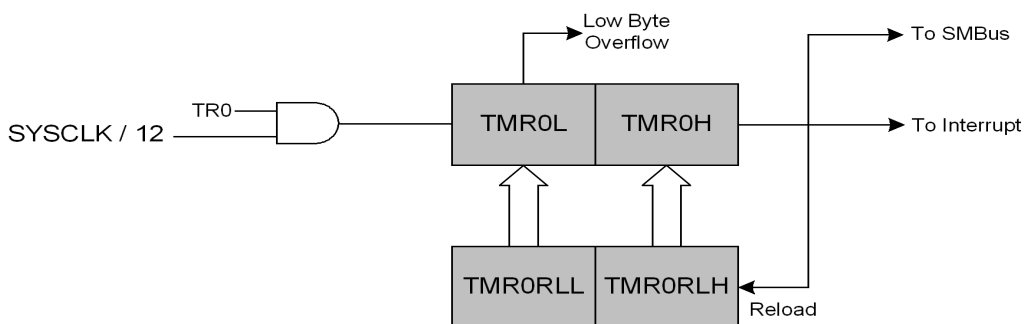 Low Byte
Overflow
To SMBus
TR0
SYSCLK / 12
TMR0L
TMR0H
To Interrupt
TMR0RLL
TMR0RLH
Reload